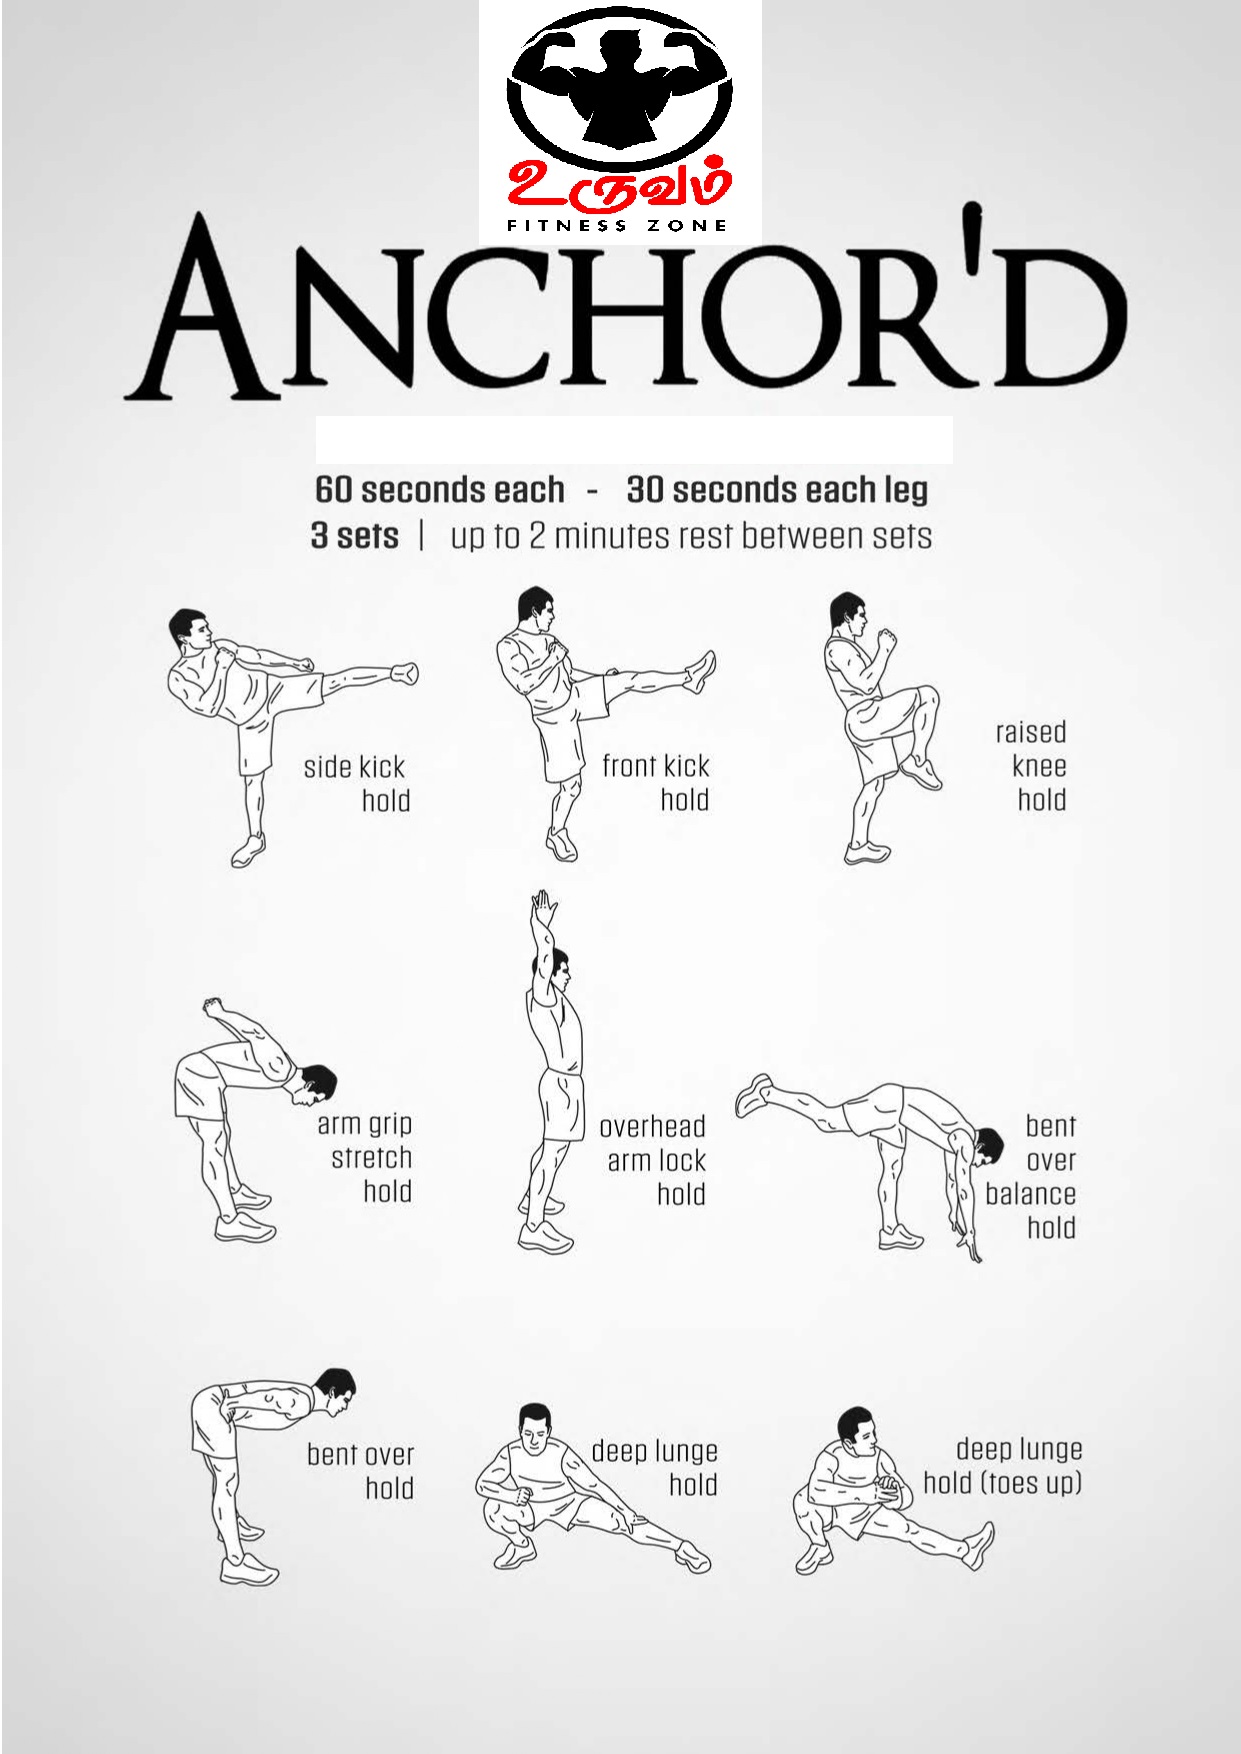 உருவம்
FITNESS ZONE
ANCHOR'D
60 seconds each - 30 seconds each leg
3 sets | up to 2 minutes rest between sets
side kick
hold
front kick
hold
raised
knee
hold
arm grip
stretch
hold
overhead
arm lock
hold
bent
over
balance
hold
bent over
hold
deep lunge
hold
deep lunge
hold (toes up)